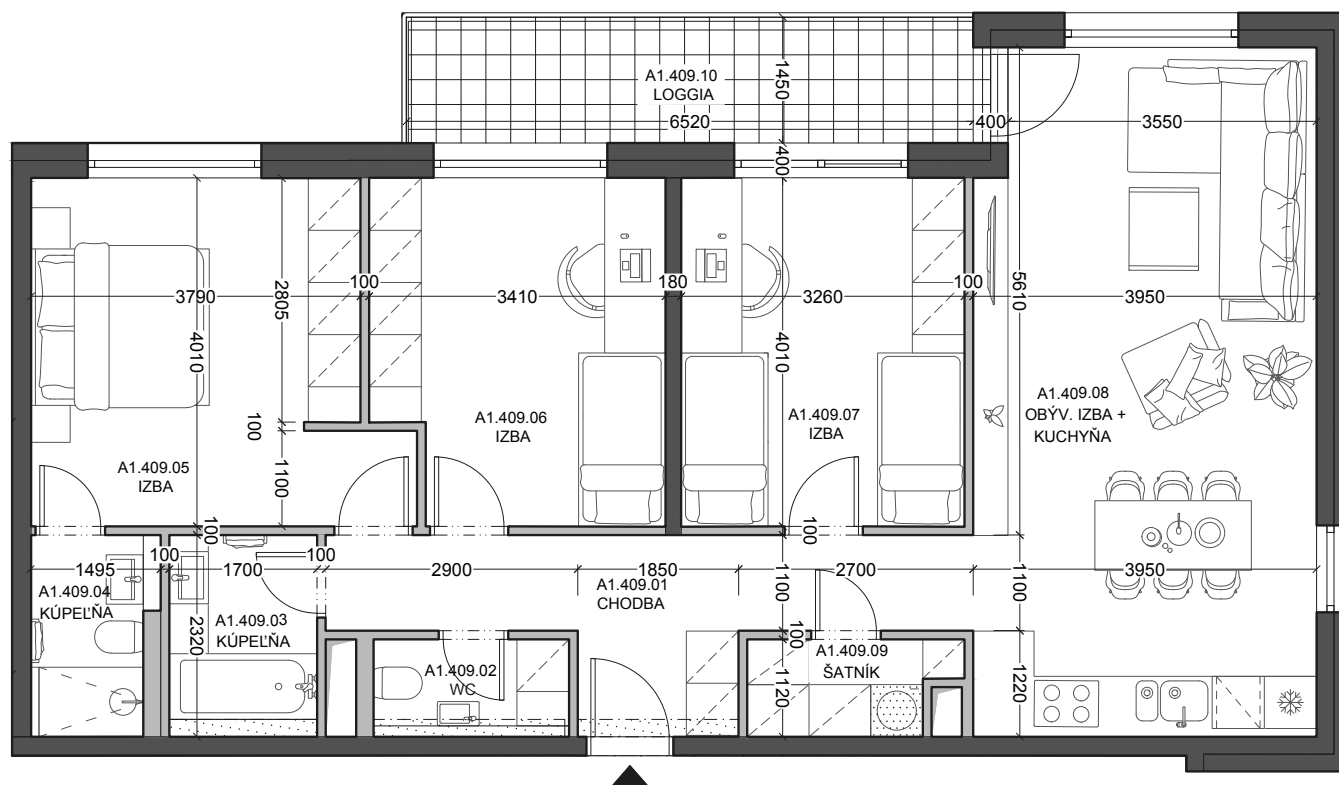 A1.409.10
LOGGIA
1450
6520
400
3550
400
3790
100
2805
4010
3410
180
3260
100
4010
5610
3950
A1.409.06
IZBA
A1.409.07
IZBA
A1.409.08
OBÝV. IZBA +
KUCHYŇA
100
A1.409.05
IZBA
1100
100
100
1495
100
1700
100
2900
1850
1100
2700
1100
3950
A1.409.04
KÚPEĽŇA
A1.409.03
KÚPEĽŇA
2320
A1.409.01
CHODBA
A1.409.02
WC
100
1120
A1.409.09
ŠATNÍK
1220